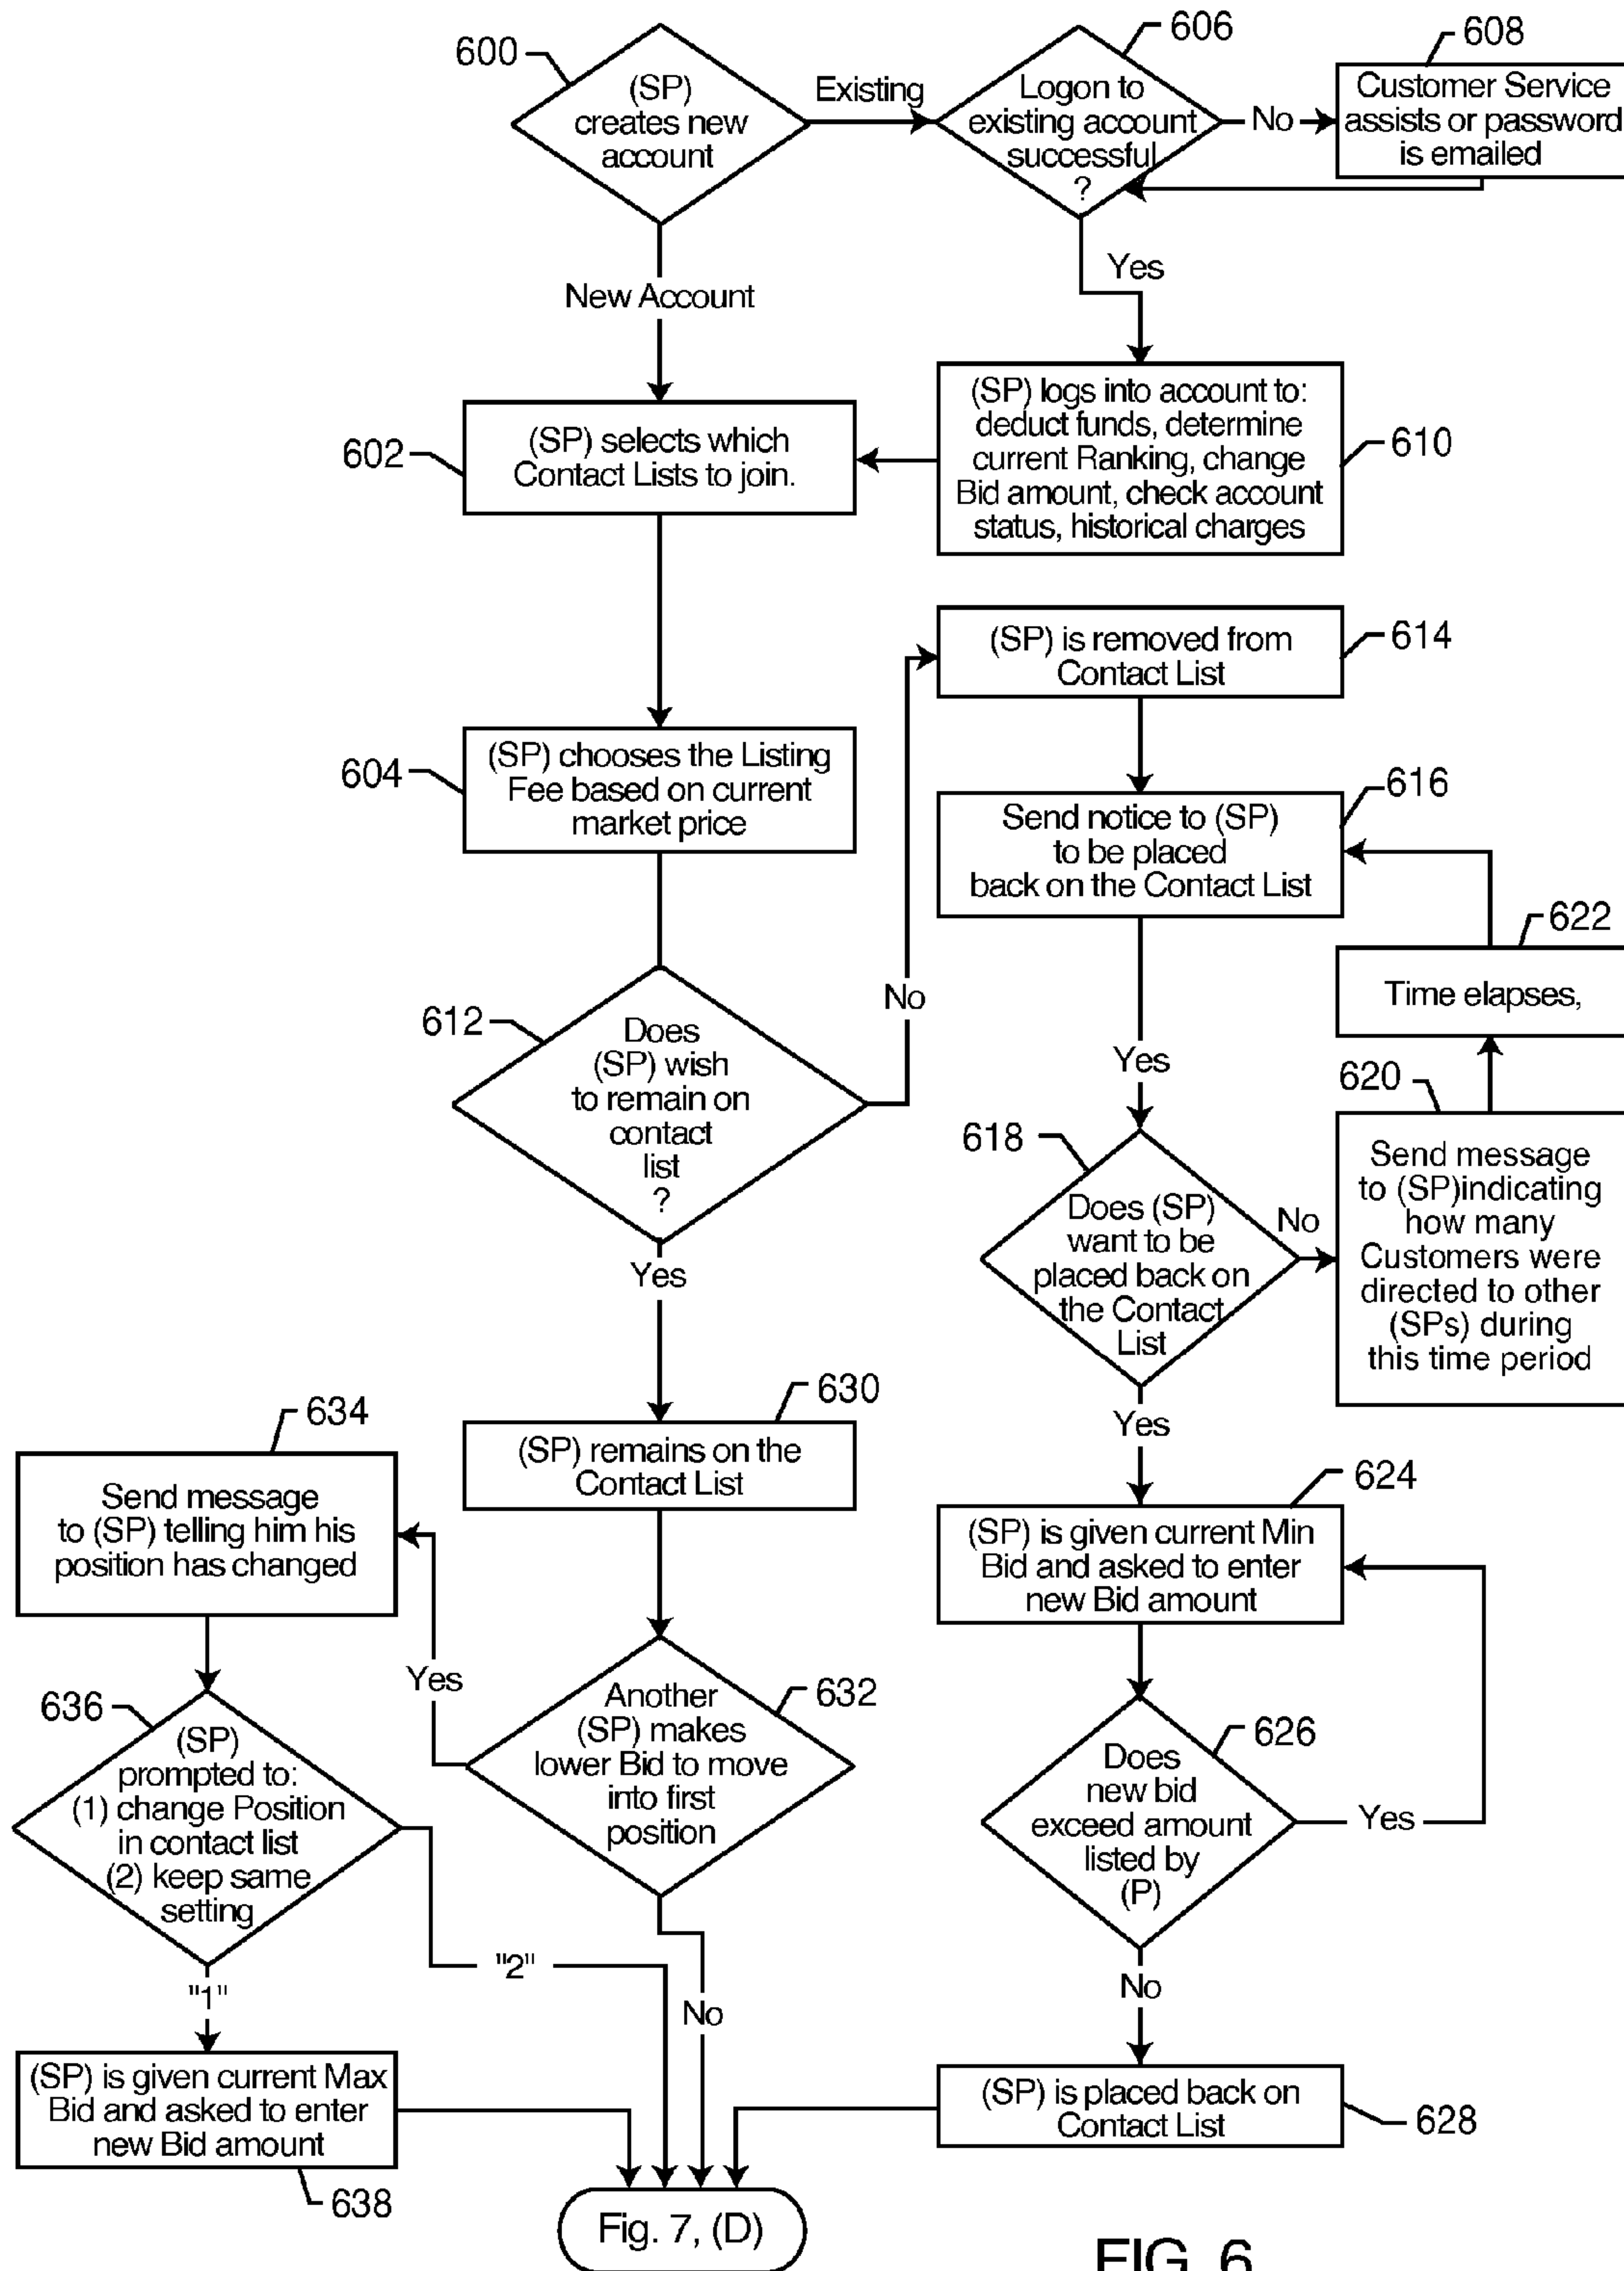 600
(SP)
creates new
account
Existing
606
Logon to
existing account
successful
?
No
608
Customer Service
assists or password
is emailed
New Account
Yes
602
(SP) selects which
Contact Lists to join.
(SP) logs into account to:
deduct funds, determine
current Ranking, change
Bid amount, check account
status, historical charges
610
604
(SP) chooses the Listing
Fee based on current
market price
(SP) is removed from
Contact List
614
Send notice to (SP)
to be placed
back on the Contact List
616
622
Time elapses,
612
Does
(SP) wish
to remain on
contact
list
?
No
Yes
618
Does (SP)
want to be
placed back on
the Contact
List
No
620
Send message
to (SP)indicating
how many
Customers were
directed to other
(SPs) during
this time period
Yes
Yes
630
(SP) remains on the
Contact List
624
(SP) is given current Min
Bid and asked to enter
new Bid amount
634
Send message
to (SP) telling him his
position has changed
Yes
632
Another
(SP) makes
lower Bid to move
into first
position
626
Does
new bid
exceed amount
listed by
(P)
Yes
636
(SP)
prompted to:
(1) change Position
in contact list
(2) keep same
setting
"2"
"1"
No
No
(SP) is given current Max
Bid and asked to enter
new Bid amount
638
(SP) is placed back on
Contact List
628
Fig. 7, (D)
FIG. 6